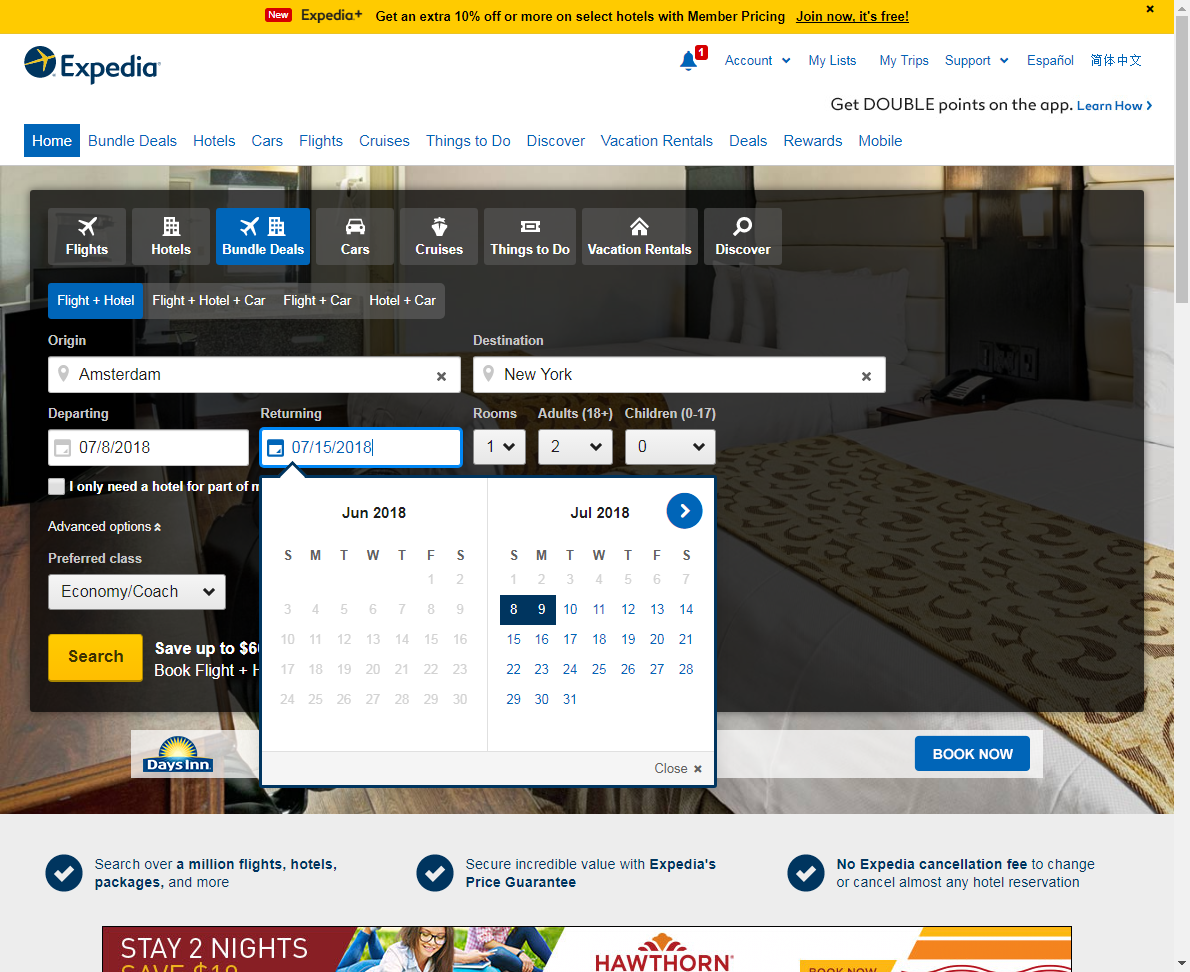 New Expedia+ Get an extra 10% off or more on select hotels with Member Pricing Join now, it's free!
Expedia
1 Account My Lists My Trips Support Español 简体中文
Get DOUBLE points on the app. Learn How
Home Bundle Deals Hotels Cars Flights Cruises Things to Do Discover Vacation Rentals Deals Rewards Mobile
Flights Hotels Bundle Deals Cars Cruises Things to Do Vacation Rentals Discover
Flight + Hotel Flight + Hotel + Car Flight + Car Hotel + Car
Origin Destination
Amsterdam New York
Departing Returning Rooms Adults (18+) Children (0-17)
07/8/2018 07/15/2018 1 2 0
I only need a hotel for part of m
Advanced options
Preferred class
Economy/Coach
Search
Save up to $6
Book Flight + H
Jun 2018
S M T W T F S
1 2
3 4 5 6 7 8 9
10 11 12 13 14 15 16
17 18 19 20 21 22 23
24 25 26 27 28 29 30
Jul 2018
S M T W T F S
1 2 3 4 5 6 7
8 9 10 11 12 13 14
15 16 17 18 19 20 21
22 23 24 25 26 27 28
29 30 31
Close
Days Inn BOOK NOW
Search over a million flights, hotels,
packages, and more
Secure incredible value with Expedia's
Price Guarantee
No Expedia cancellation fee to change
or cancel almost any hotel reservation
STAY 2 NIGHTS
SAVE $10
HAWTHORN
BOOK NOW